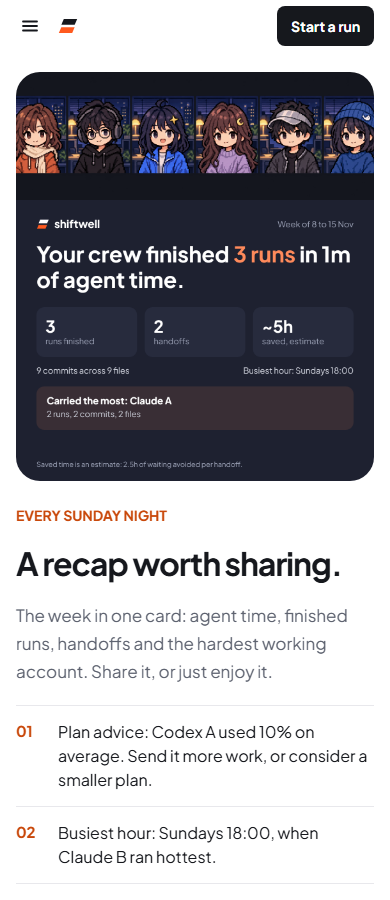 Start a run
shiftwell
Week of 8 to 15 Nov
Your crew finished 3 runs in 1m
of agent time.
3
runs finished
2
handoffs
~5h
saved, estimate
9 commits across 9 files
Busiest hour: Sundays 18:00
Carried the most: Claude A
2 runs, 2 commits, 2 files
Saved time is an estimate: 2.5h of waiting avoided per handoff.
EVERY SUNDAY NIGHT
A recap worth sharing.
The week in one card: agent time, finished
runs, handoffs and the hardest working
account. Share it, or just enjoy it.
01
Plan advice: Codex A used 10% on
average. Send it more work, or consider a
smaller plan.
02
Busiest hour: Sundays 18:00, when
Claude B ran hottest.